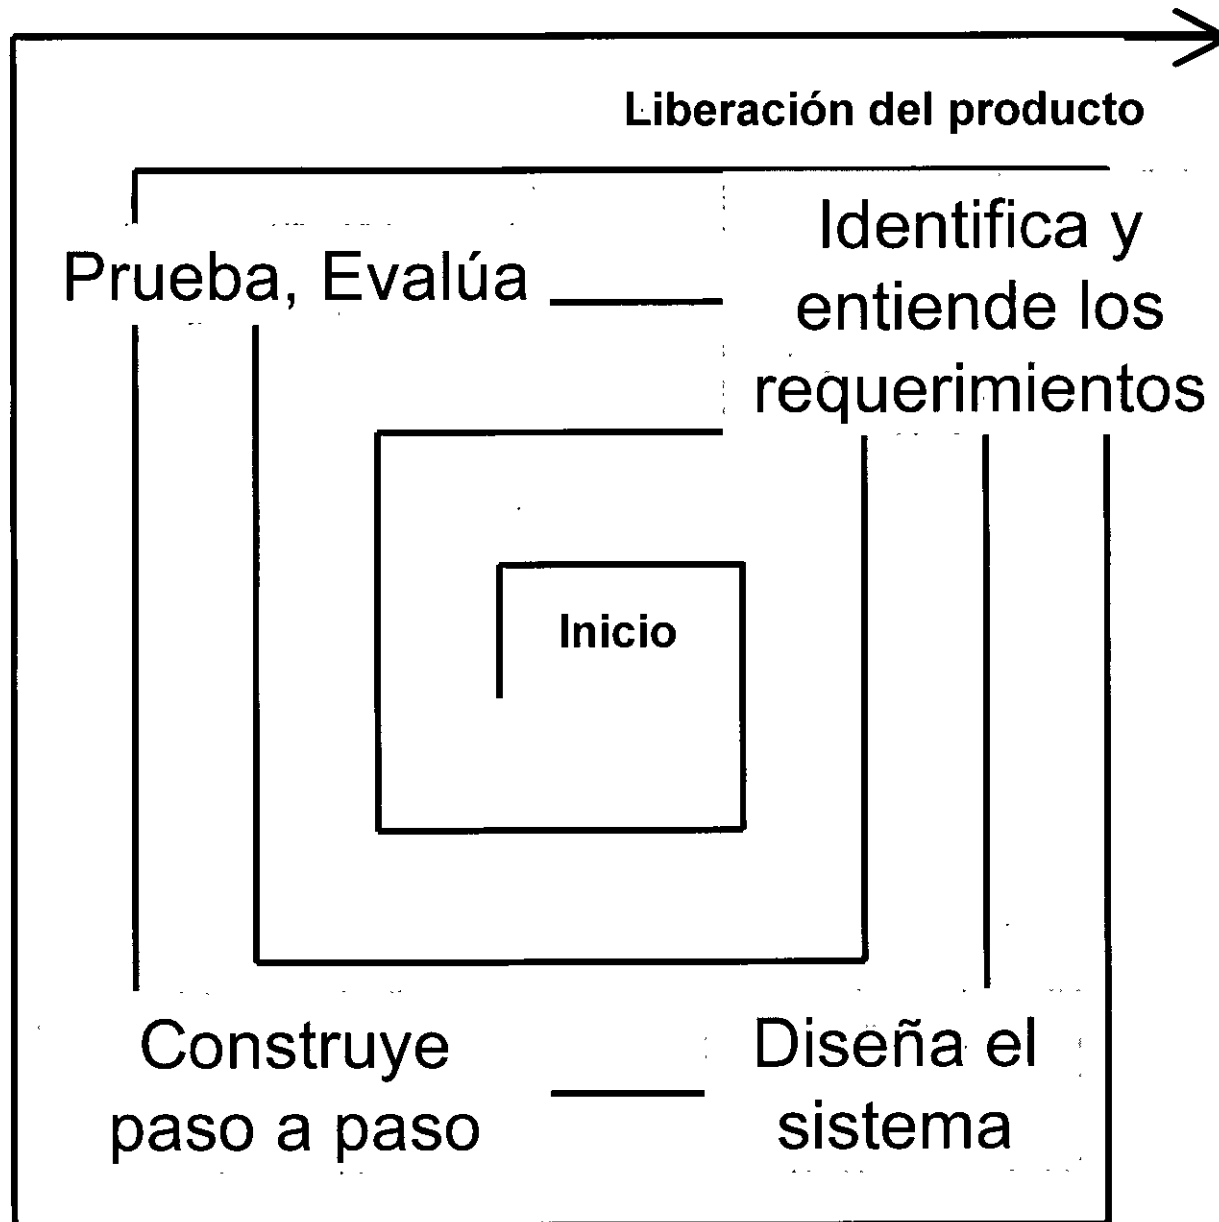 Liberación del producto
Prueba, Evalúa
Identifica y
entiende los
requerimientos
Inicio
Construye
paso a paso
Diseña el
sistema